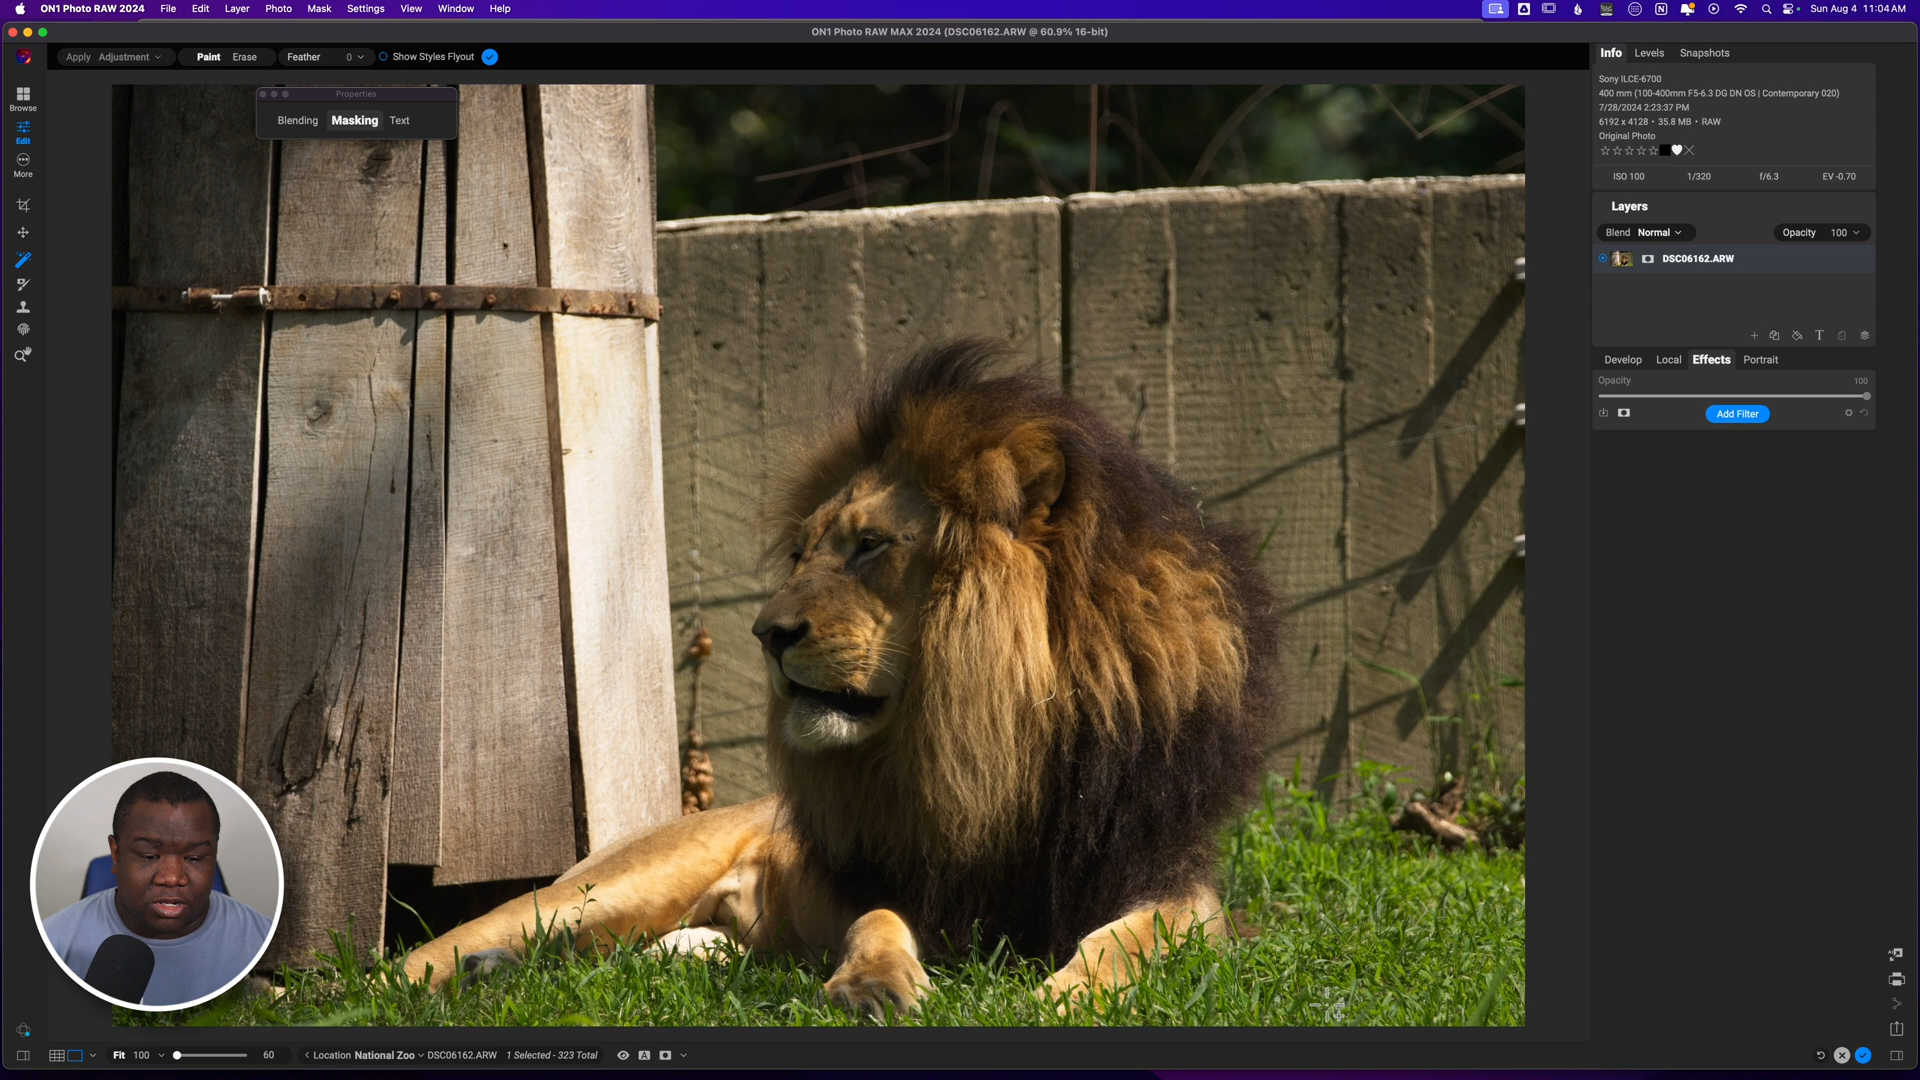 ON1 Photo RAW 2024 File Edit Layer Photo Mask Settings View Window Help Sun Aug 4 11:04 AM
ON1 Photo RAW MAX 2024 (DSC06162.ARW @ 60.9% 16-bit)
Apply Adjustment Paint Erase Feather 0 Show Styles Flyout
Properties
Blending Masking Text
Browse
Edit
More
Info Levels Snapshots
Sony ILCE-6700
400 mm (100-400mm F5-6.3 DG DN OS | Contemporary 020)
7/28/2024 2:23:37 PM
6192 x 4128 • 35.8 MB • RAW
Original Photo
ISO 100 1/320 f/6.3 EV -0.70
Layers
Blend Normal Opacity 100
DSC06162.ARW
Develop Local Effects Portrait
Opacity 100
Add Filter
Fit 100 60 Location National Zoo DSC06162.ARW 1 Selected - 323 Total